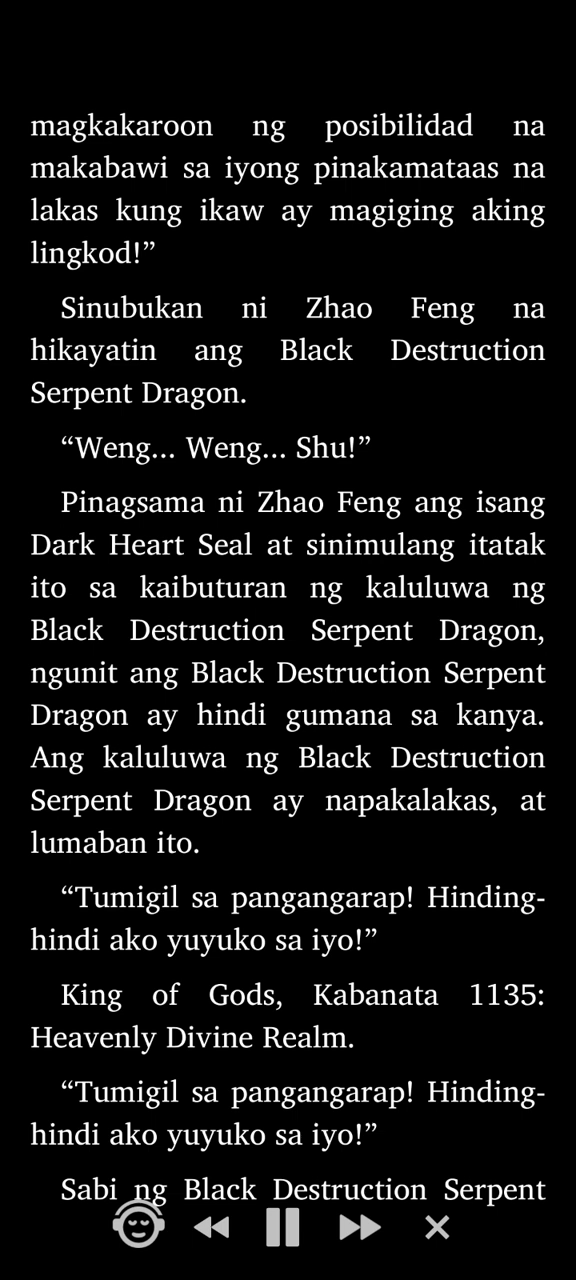 magkakaroon ng posibilidad na
makabawi sa iyong pinakamataas na
lakas kung ikaw ay magiging aking
lingkod!”
Sinubukan ni Zhao Feng na
hikayatin ang Black Destruction
Serpent Dragon.
“Weng... Weng... Shu!”
Pinagsama ni Zhao Feng ang isang
Dark Heart Seal at sinimulang itatak
ito sa kaibuturan ng kaluluwa ng
Black Destruction Serpent Dragon,
ngunit ang Black Destruction Serpent
Dragon ay hindi gumana sa kanya.
Ang kaluluwa ng Black Destruction
Serpent Dragon ay napakalakas, at
lumaban ito.
“Tumigil sa pangangarap! Hinding-
hindi ako yuyuko sa iyo!”
King of Gods, Kabanata 1135:
Heavenly Divine Realm.
“Tumigil sa pangangarap! Hinding-
hindi ako yuyuko sa iyo!”
Sabi ng Black Destruction Serpent